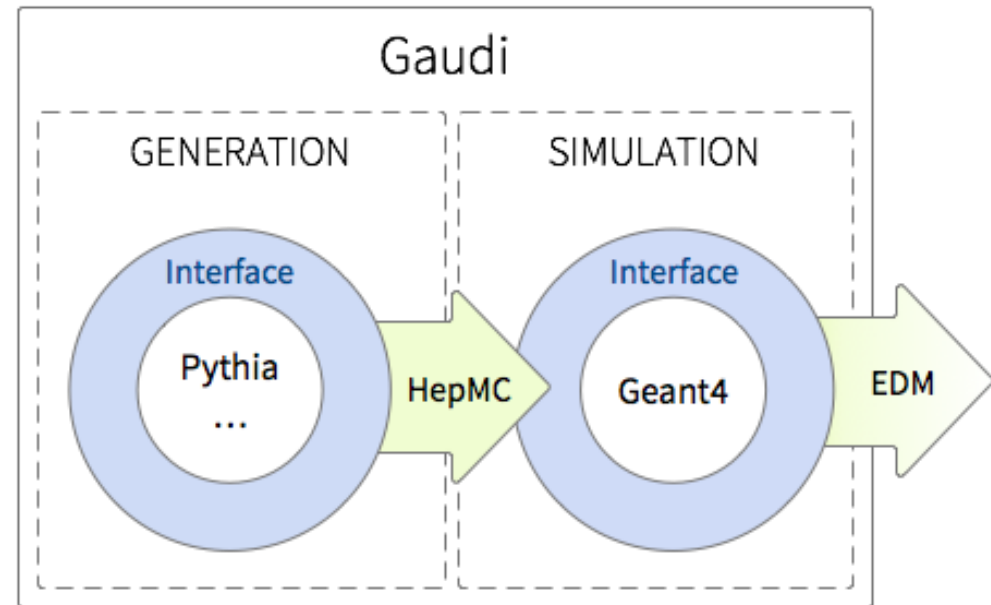 Gaudi
GENERATION
SIMULATION
Interface
Interface
Pythia
...
HepMC
Geant4
EDM